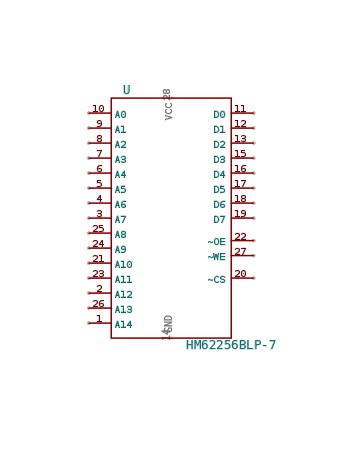 U
VCC 28
10 A0 D0 11
9 A1 D1 12
8 A2 D2 13
7 A3 D3 15
6 A4 D4 16
5 A5 D5 17
4 A6 D6 18
3 A7 D7 19
25 A8
~OE 22
24 A9
~WE 27
21 A10
23 A11 ~CS 20
2 A12
26 A13
1 A14
14 GND
HM62256BLP-7